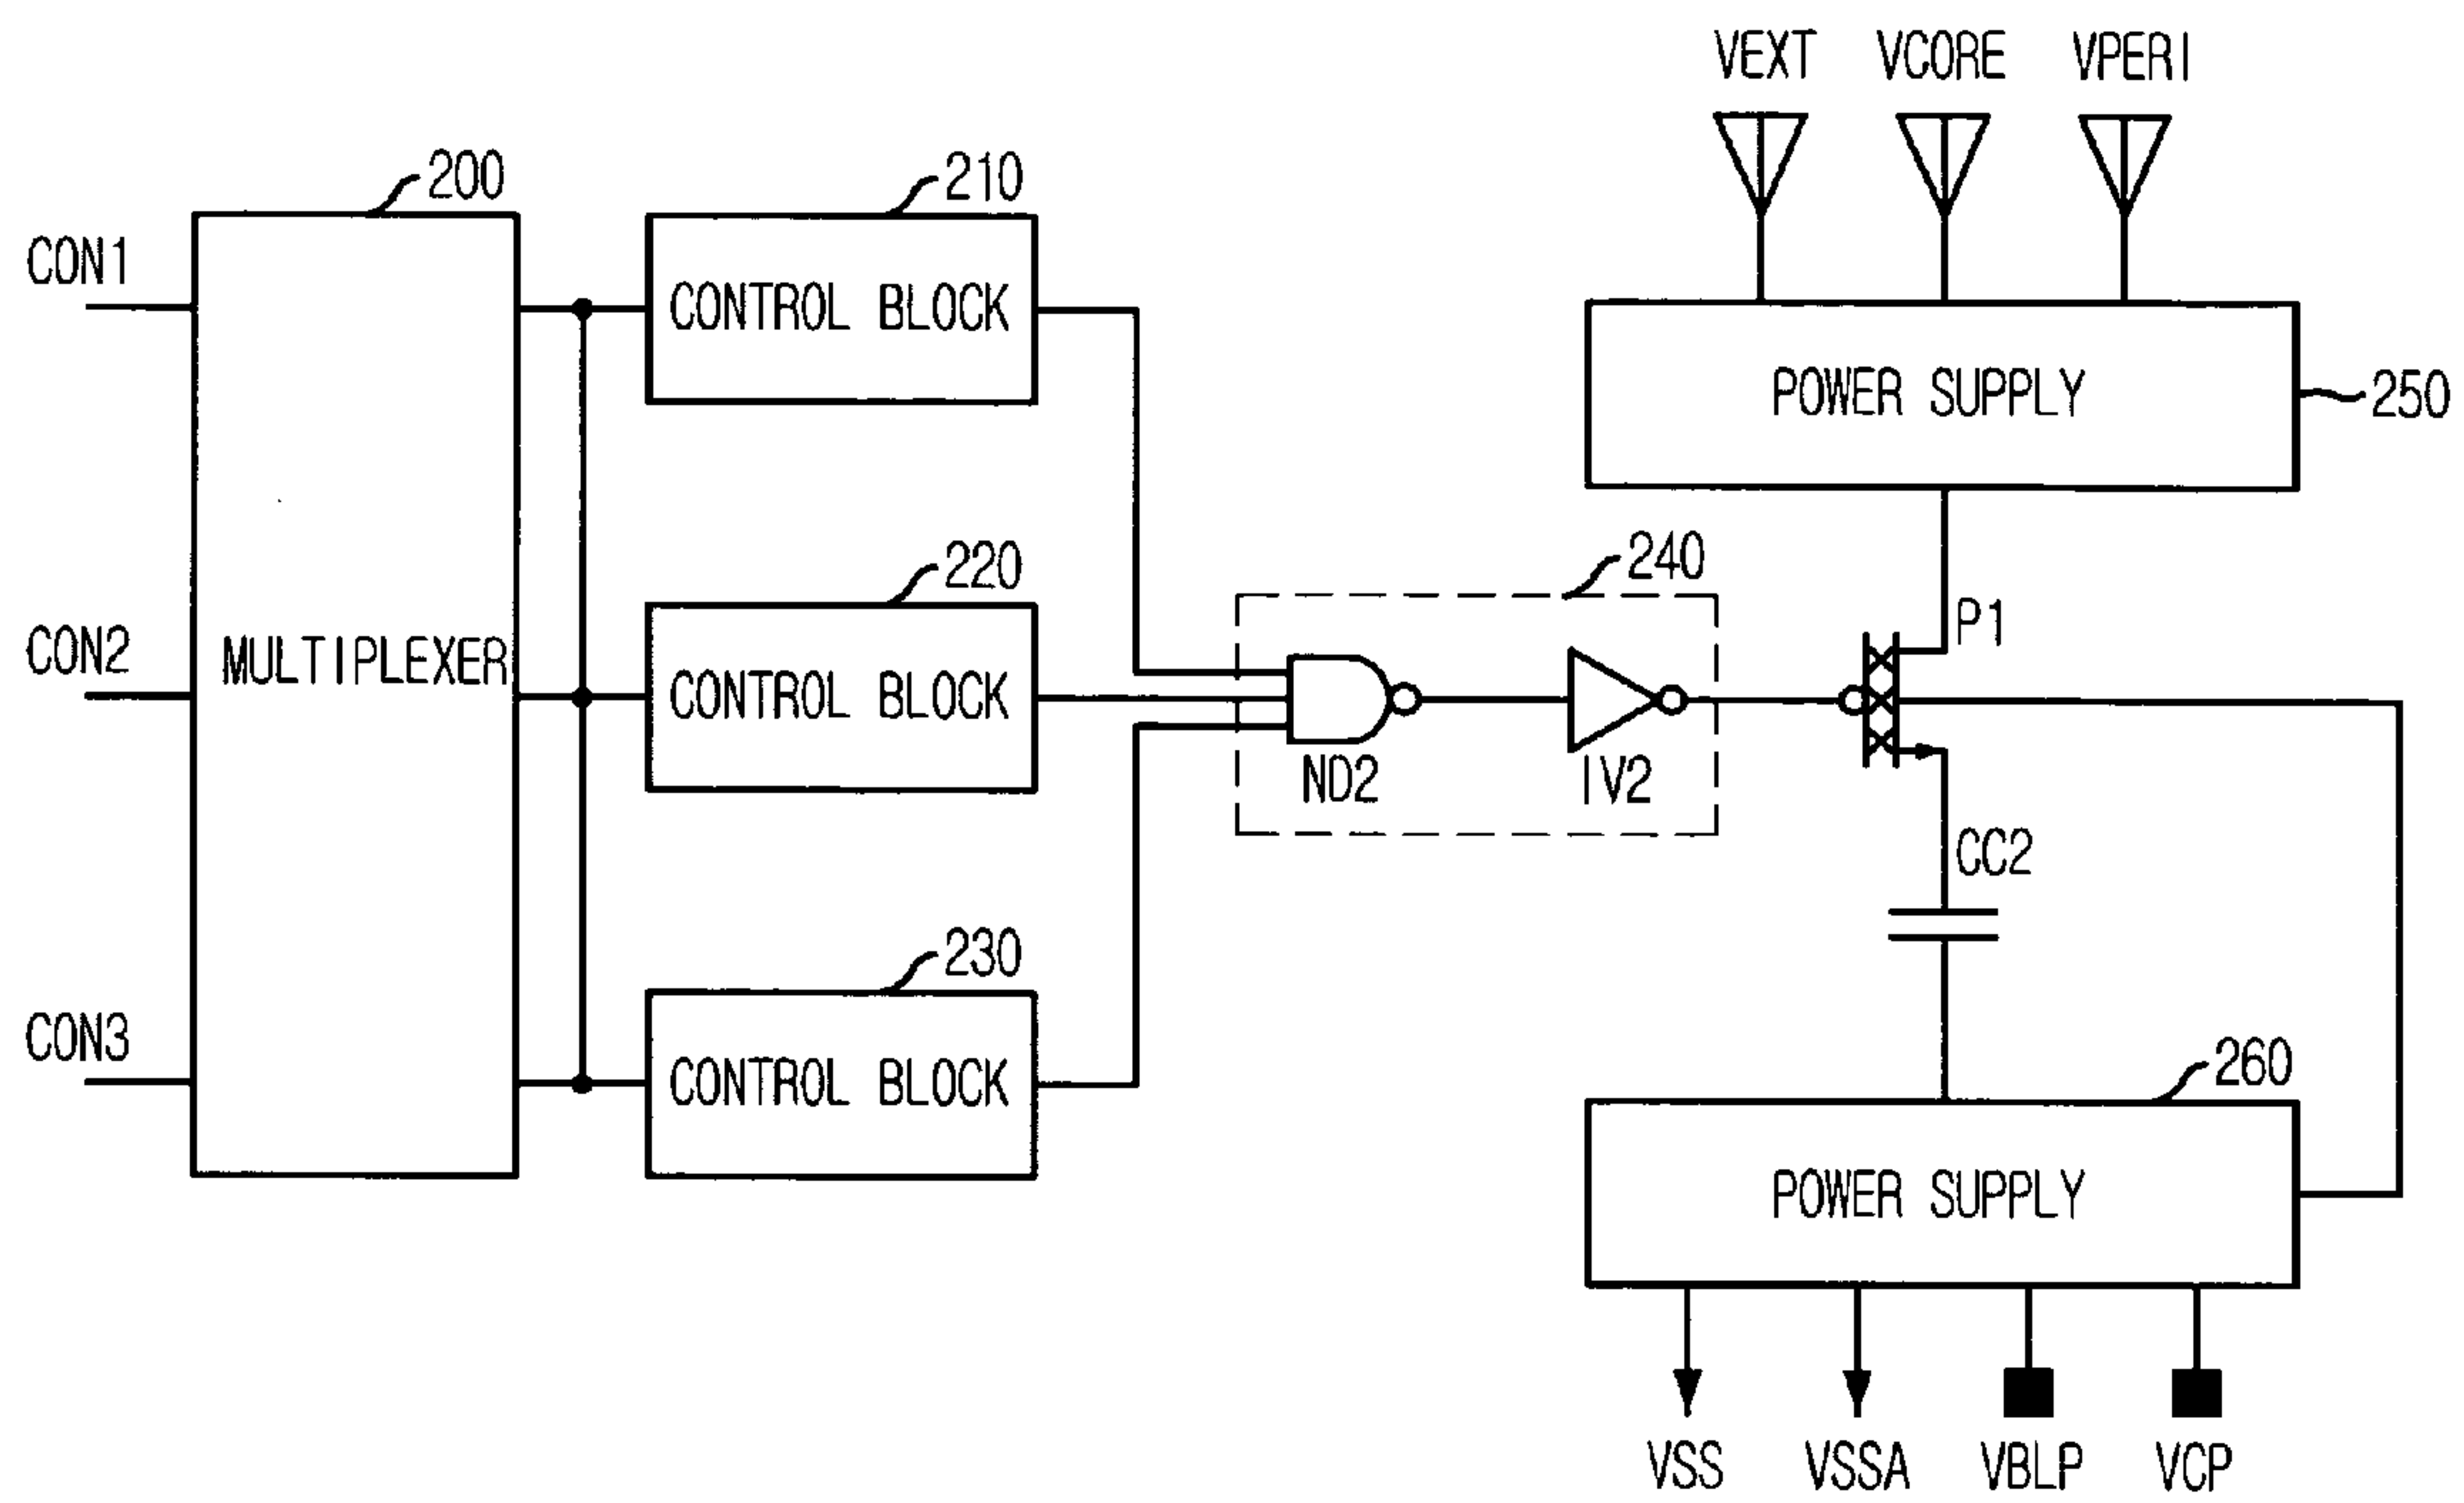 VEXT VCORE VPERI
200
210
CON1
CONTROL BLOCK
POWER SUPPLY
250
220
240
CON2
MULTIPLEXER
CONTROL BLOCK
P1
ND2
IV2
CC2
230
CON3
CONTROL BLOCK
260
POWER SUPPLY
VSS VSSA VBLP VCP